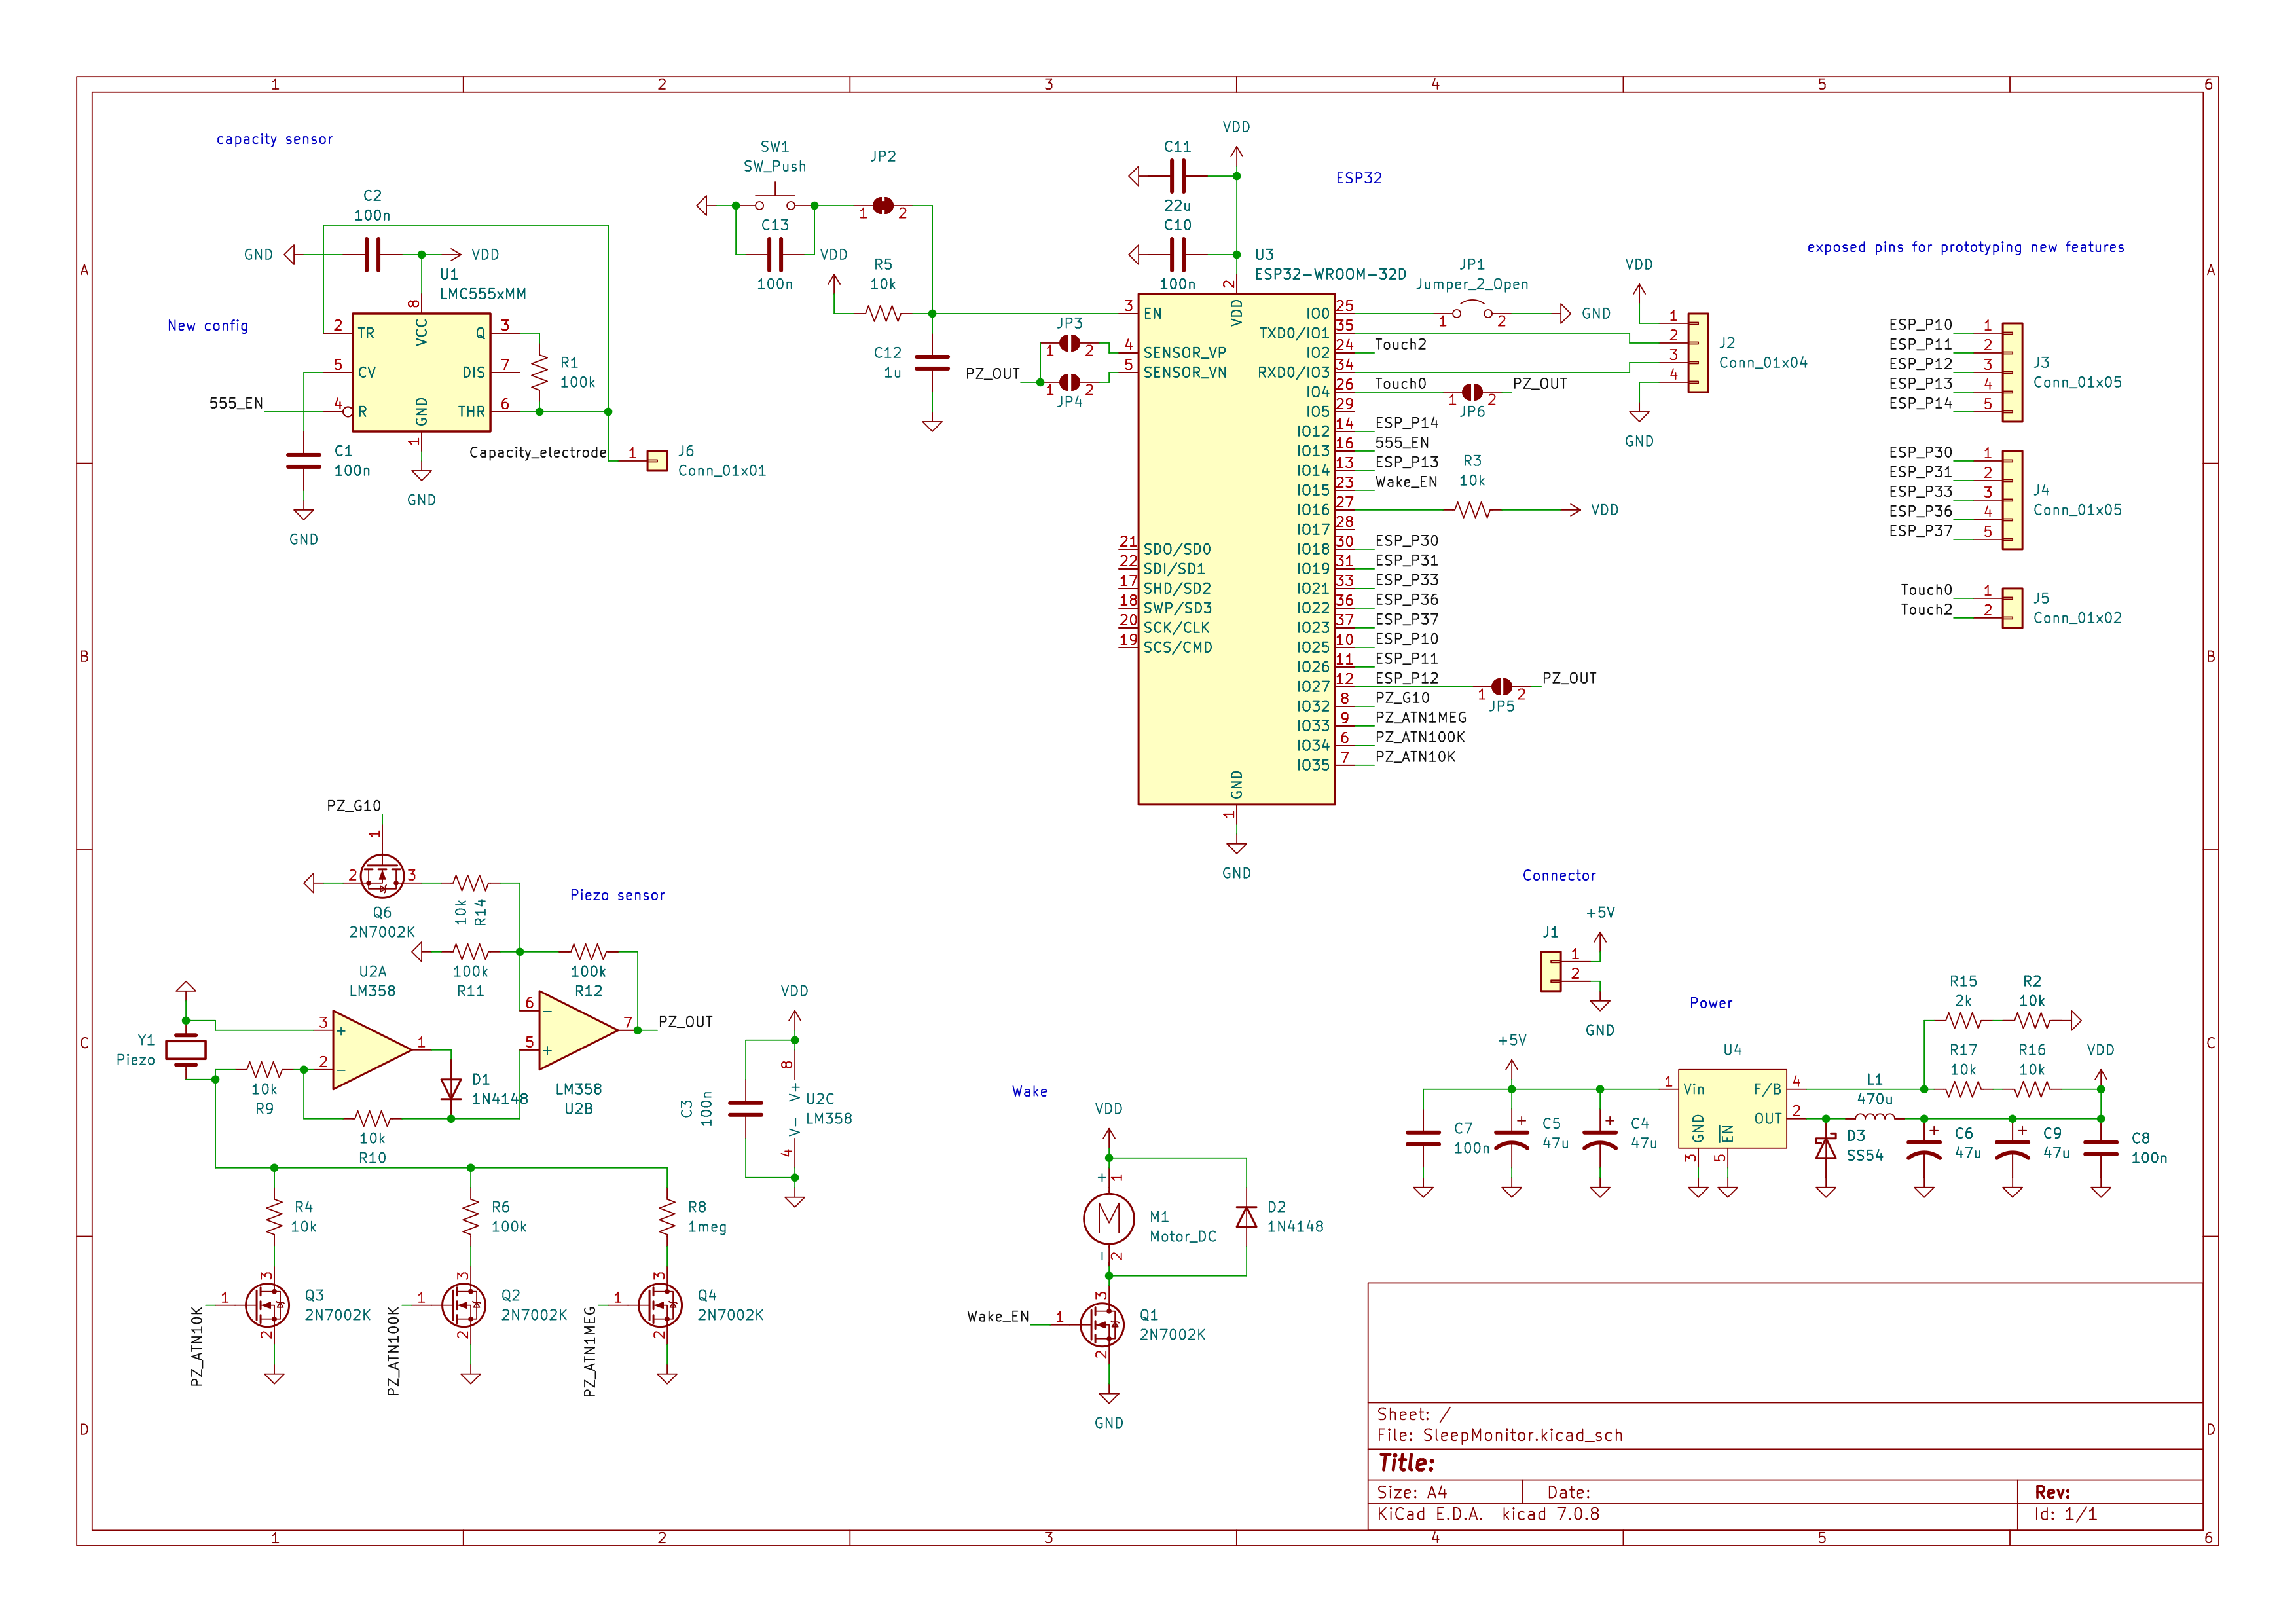 1 2 3 4 5 6
A
B
C
D
A
B
C
D
1 2 3 4 5 6
capacity sensor
New config
C2
100n
GND
VDD
U1
LMC555xMM
2 TR
5 CV
4 R
VCC 8
GND 1
Q 3
DIS 7
THR 6
R1
100k
555_EN
C1
100n
GND
GND
Capacity_electrode
1
J6
Conn_01x01
SW1
SW_Push
JP2
1 2
C13
100n
VDD
R5
10k
C12
1u
JP3
1 2
PZ_OUT
1 2
JP4
VDD
C11
22u
C10
100n
ESP32
U3
ESP32-WROOM-32D
2
VDD
3 EN
4 SENSOR_VP
5 SENSOR_VN
21 SDO/SD0
22 SDI/SD1
17 SHD/SD2
18 SWP/SD3
20 SCK/CLK
19 SCS/CMD
IO0 25
TXD0/IO1 35
IO2 24 Touch2
RXD0/IO3 34
IO4 26 Touch0
IO5 29
IO12 14 ESP_P14
IO13 16 555_EN
IO14 13 ESP_P13
IO15 23 Wake_EN
IO16 27
IO17 28
IO18 30 ESP_P30
IO19 31 ESP_P31
IO21 33 ESP_P33
IO22 36 ESP_P36
IO23 37 ESP_P37
IO25 10 ESP_P10
IO26 11 ESP_P11
IO27 12 ESP_P12
IO32 8 PZ_G10
IO33 9 PZ_ATN1MEG
IO34 6 PZ_ATN100K
IO35 7 PZ_ATN10K
GND
1
GND
JP1
Jumper_2_Open
1 2
GND
1 2
JP6
PZ_OUT
R3
10k
VDD
1 2
JP5
PZ_OUT
VDD
1
2
3
4
J2
Conn_01x04
GND
exposed pins for prototyping new features
ESP_P10 1
ESP_P11 2
ESP_P12 3
ESP_P13 4
ESP_P14 5
J3
Conn_01x05
ESP_P30 1
ESP_P31 2
ESP_P33 3
ESP_P36 4
ESP_P37 5
J4
Conn_01x05
Touch0 1
Touch2 2
J5
Conn_01x02
PZ_G10
1
2 3
Q6
2N7002K
10k
R14
Piezo sensor
100k
R11
100k
R12
U2A
LM358
3 +
2 -
1
Y1
Piezo
10k
R9
D1
1N4148
10k
R10
6 -
5 +
7
PZ_OUT
LM358
U2B
VDD
C3
100n
8
V+
V-
4
U2C
LM358
R4
10k
R6
100k
R8
1meg
3
1
2
Q3
2N7002K
PZ_ATN10K
3
1
2
Q2
2N7002K
PZ_ATN100K
3
1
2
Q4
2N7002K
PZ_ATN1MEG
Wake
VDD
+ 1
M
- 2
M1
Motor_DC
D2
1N4148
Wake_EN
3
1
2
Q1
2N7002K
GND
Connector
+5V
J1
1
2
GND
Power
+5V
C7
100n
+
C5
47u
+
C4
47u
U4
1 Vin
F/B 4
OUT 2
GND
3
EN
5
R15
2k
R2
10k
R17
10k
R16
10k
VDD
L1
470u
D3
SS54
+
C6
47u
+
C9
47u
C8
100n
Sheet: /
File: SleepMonitor.kicad_sch
Title:
Size: A4 Date: Rev:
KiCad E.D.A. kicad 7.0.8 Id: 1/1